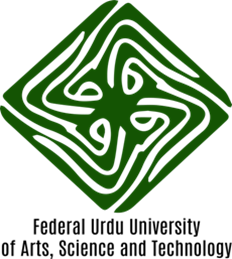 Federal Urdu University
of Arts, Science and Technology